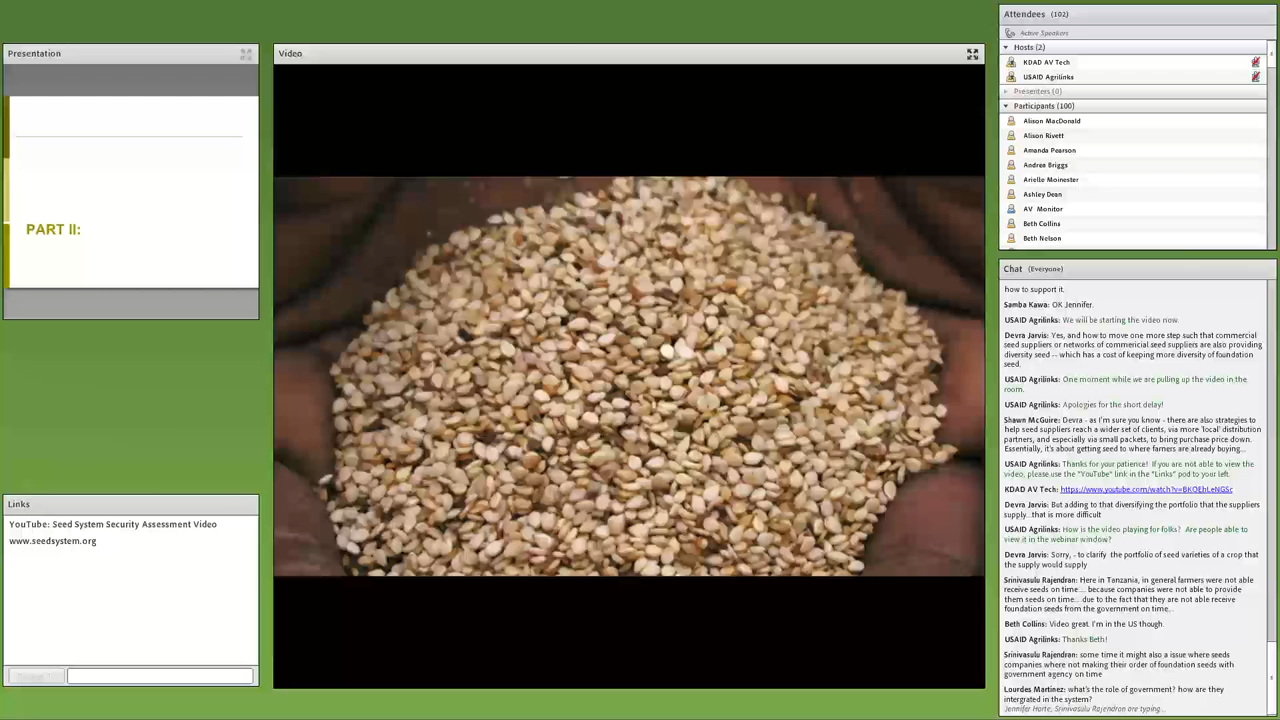 Presentation
PART II:
Links
YouTube: Seed System Security Assessment Video
www.seedsystem.org
Video
Attendees (102)
Active Speakers
Hosts (2)
KDAD AV Tech
USAID Agrilinks
Presenters (0)
Participants (100)
Alison MacDonald
Alison Rivett
Amanda Pearson
Andrea Briggs
Arielle Moinester
Ashley Dean
AV Monitor
Beth Collins
Beth Nelson
Chat (Everyone)
how to support it.
Samba Kawa: OK Jennifer.
USAID Agrilinks: We will be starting the video now.
Devra Jarvis: Yes, and how to move one more step such that commercial
seed suppliers or networks of commericial seed suppliers are also providing
diversity seed -- which has a cost of keeping more diversity of foundation
seed.
USAID Agrilinks: One moment while we are pulling up the video in the
room.
USAID Agrilinks: Apologies for the short delay!
Shawn McGuire: Devra - as I'm sure you know - there are also strategies to
help seed suppliers reach a wider set of clients, via more 'local' distribution
partners, and especially via small packets, to bring purchase price down.
Essentially, it's about getting seed to where farmers are already buying...
USAID Agrilinks: Thanks for your patience! If you are not able to view the
video, please use the "YouTube" link in the "Links" pod to your left.
KDAD AV Tech: https://www.youtube.com/watch?v=BKOEhLeNGSc
Devra Jarvis: But adding to that diversifying the portfolio that the suppliers
supply...that is more difficult
USAID Agrilinks: How is the video playing for folks? Are people able to
view it in the webinar window?
Devra Jarvis: Sorry, - to clarify the portfolio of seed varieties of a crop that
the supply would supply
Srinivasulu Rajendran: Here in Tanzania, in general farmers were not able
receive seeds on time.... because companies were not able to provide
them seeds on time... due to the fact that they are not able receive
foundation seeds from the government on time...
Beth Collins: Video great. I'm in the US though.
USAID Agrilinks: Thanks Beth!
Srinivasulu Rajendran: some time it might also a issue where seeds
companies where not making their order of foundation seeds with
government agency on time
Lourdes Martinez: what's the role of government? how are they
intergrated in the system?
Jennifer Harte, Srinivasulu Rajendran are typing...